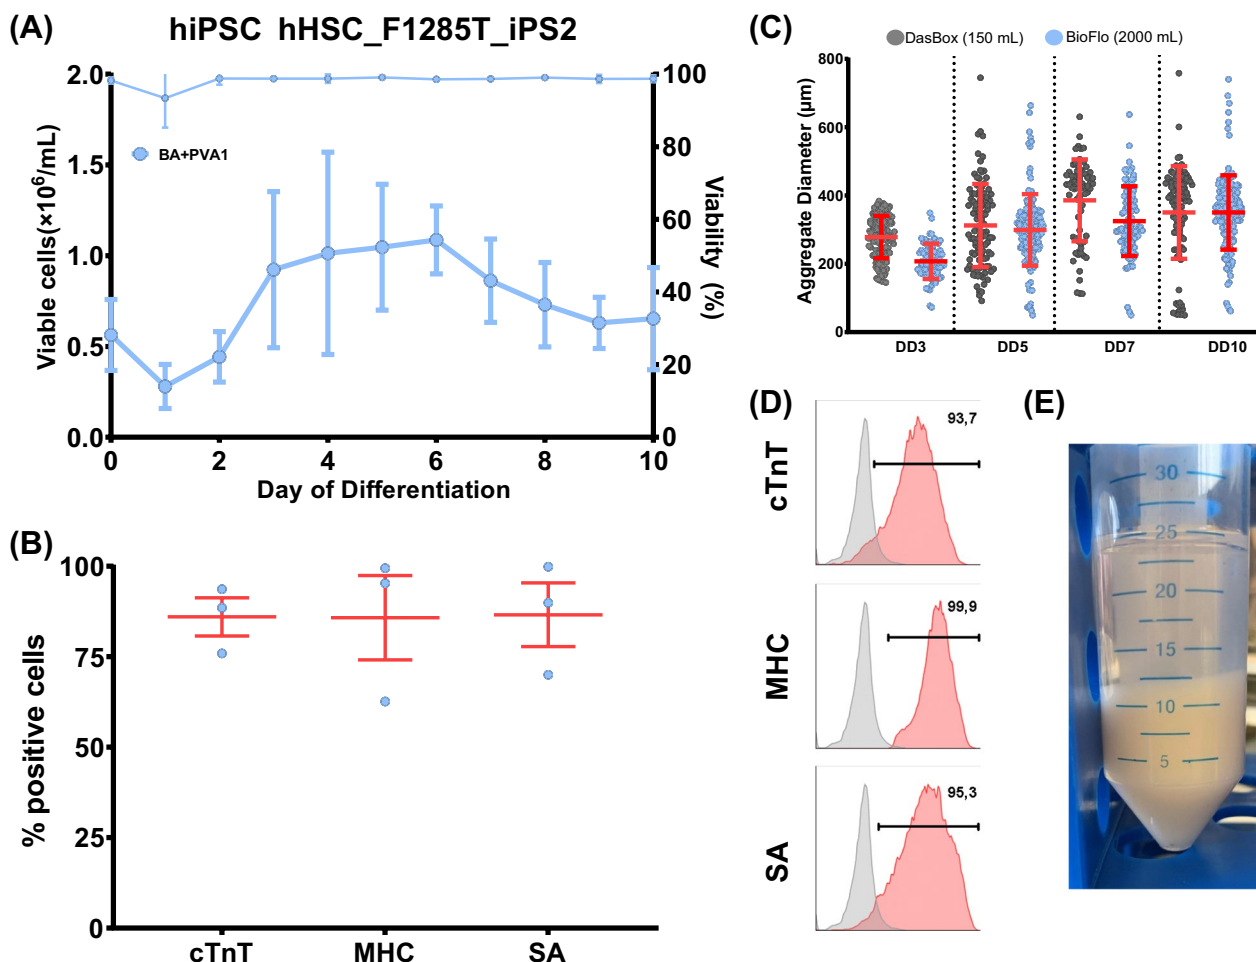 (A)
hiPSC hHSC_F1285T_iPS2
2.0
1.5
1.0
0.5
0.0
Viable cells(×10⁶/mL)
BA+PVA1
100
80
60
40
20
0
Viability (%)
0 2 4 6 8 10
Day of Differentiation
(B)
100
75
50
25
0
% positive cells
cTnT MHC SA
(C)
DasBox (150 mL) BioFlo (2000 mL)
800
600
400
200
0
Aggregate Diameter (µm)
DD3 DD5 DD7 DD10
(D)
cTnT
93,7
MHC
99,9
SA
95,3
(E)
30
25
20
15
10
5